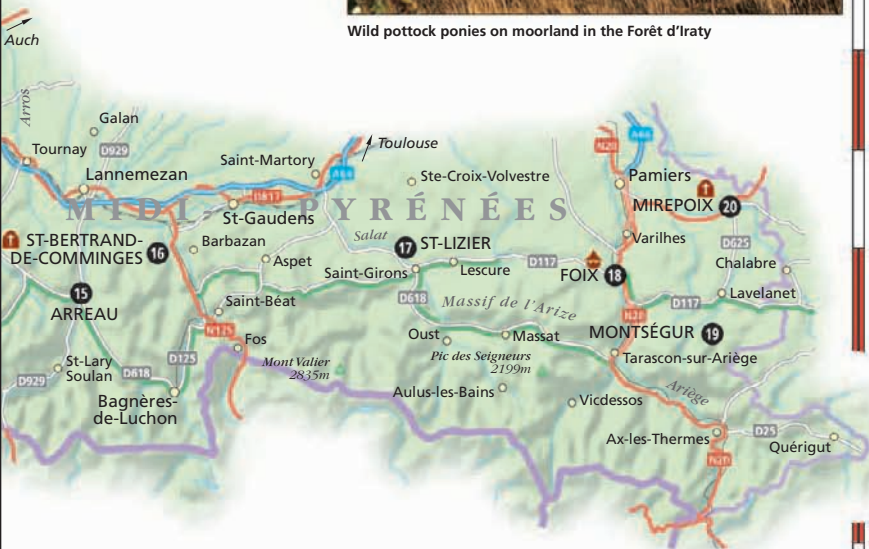 Wild pottock ponies on moorland in the Forêt d'Iraty
Auch
Arros
Galan
Tournay
D929
Lannemezan
Saint-Martory
Toulouse
A64
D817
St-Gaudens
Ste-Croix-Volvestre
N20
A66
Pamiers
MIREPOIX 20
MIDI-PYRÉNÉES
ST-BERTRAND-
DE-COMMINGES 16
Barbazan
Aspet
Salat
17 ST-LIZIER
Saint-Girons
Lescure
D117
FOIX 18
Varilhes
D625
Chalabre
15
ARREAU
Saint-Béat
D618
Massif de l'Arize
D117
Lavelanet
N20
N125
Fos
Oust
Massat
MONTSÉGUR 19
Tarascon-sur-Ariège
St-Lary
Soulan
D929
D618
D125
Mont Valier
2835m
Pic des Seigneurs
2199m
Bagnères-
de-Luchon
Aulus-les-Bains
Vicdessos
Ariège
Ax-les-Thermes
D25
Quérigut
N20